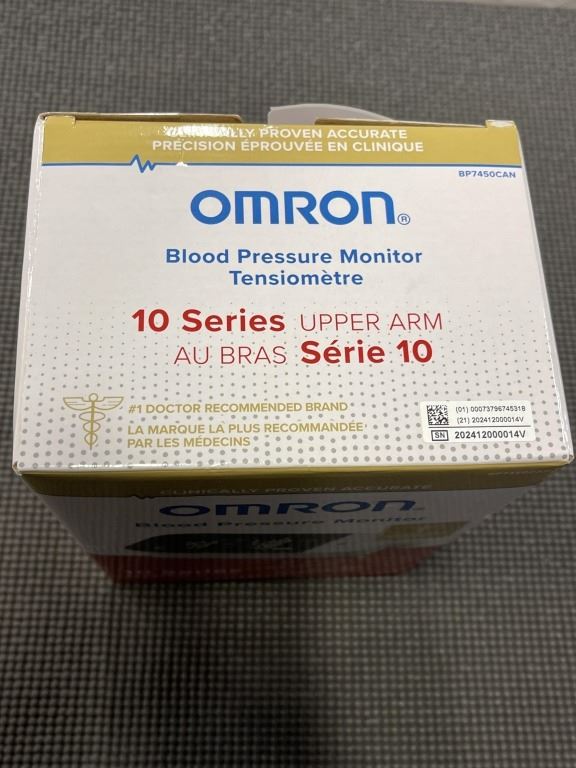 CLINICALLY PROVEN ACCURATE
PRÉCISION ÉPROUVÉE EN CLINIQUE
BP7450CAN
OMRON®
Blood Pressure Monitor
Tensiomètre
10 Series UPPER ARM
AU BRAS Série 10
#1 DOCTOR RECOMMENDED BRAND
LA MARQUE LA PLUS RECOMMANDÉE
PAR LES MÉDECINS
(01) 00073796745318
(21) 202412000014V
SN 202412000014V
CLINICALLY PROVEN ACCURATE
OMRON
Blood Pressure Monitor